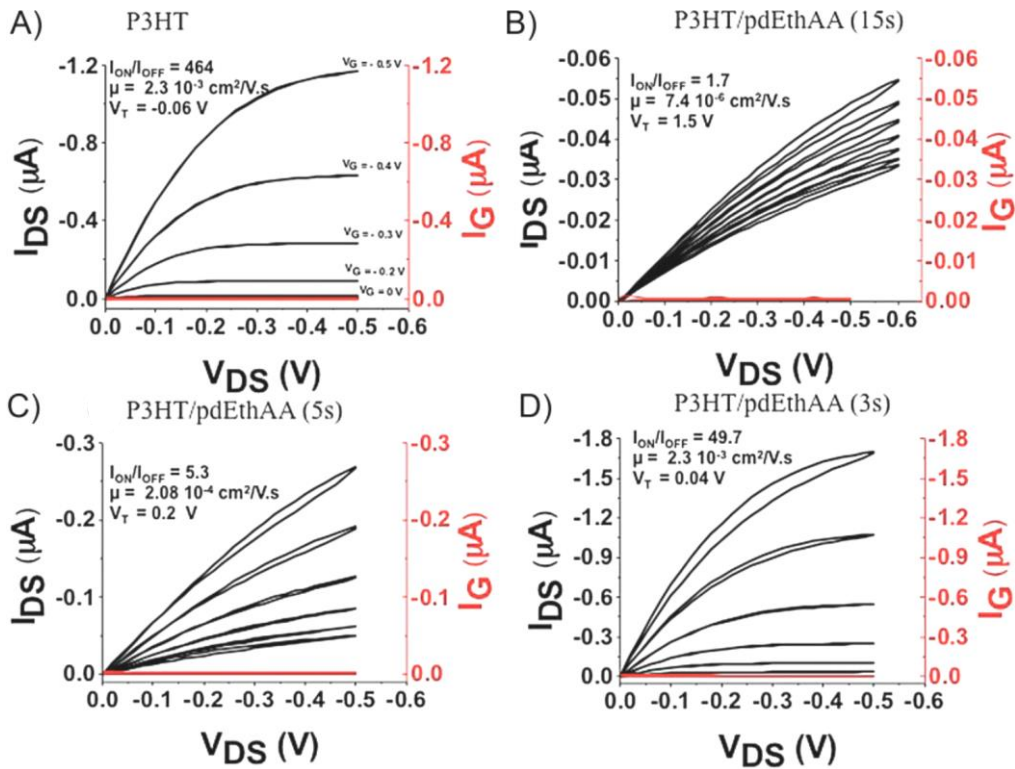 A) P3HT
I_ON/I_OFF = 464
μ = 2.3 10⁻³ cm²/V.s
V_T = -0.06 V
V_G = - 0.5 V
V_G = - 0.4 V
V_G = - 0.3 V
V_G = - 0.2 V
V_G = 0 V
-1.2
-0.8
-0.4
0.0
I_DS (μA)
-1.2
-0.8
-0.4
0.0
I_G (μA)
0.0 -0.1 -0.2 -0.3 -0.4 -0.5 -0.6
V_DS (V)
B) P3HT/pdEthAA (15s)
I_ON/I_OFF = 1.7
μ = 7.4 10⁻⁶ cm²/V.s
V_T = 1.5 V
-0.06
-0.05
-0.04
-0.03
-0.02
-0.01
0.00
I_DS (μA)
-0.06
-0.05
-0.04
-0.03
-0.02
-0.01
0.00
I_G (μA)
0.0 -0.1 -0.2 -0.3 -0.4 -0.5 -0.6
V_DS (V)
C) P3HT/pdEthAA (5s)
I_ON/I_OFF = 5.3
μ = 2.08 10⁻⁴ cm²/V.s
V_T = 0.2 V
-0.3
-0.2
-0.1
0.0
I_DS (μA)
-0.3
-0.2
-0.1
0.0
I_G (μA)
0.0 -0.1 -0.2 -0.3 -0.4 -0.5 -0.6
V_DS (V)
D) P3HT/pdEthAA (3s)
I_ON/I_OFF = 49.7
μ = 2.3 10⁻³ cm²/V.s
V_T = 0.04 V
-1.8
-1.5
-1.2
-0.9
-0.6
-0.3
0.0
I_DS (μA)
-1.8
-1.5
-1.2
-0.9
-0.6
-0.3
0.0
I_G (μA)
0.0 -0.1 -0.2 -0.3 -0.4 -0.5 -0.6
V_DS (V)